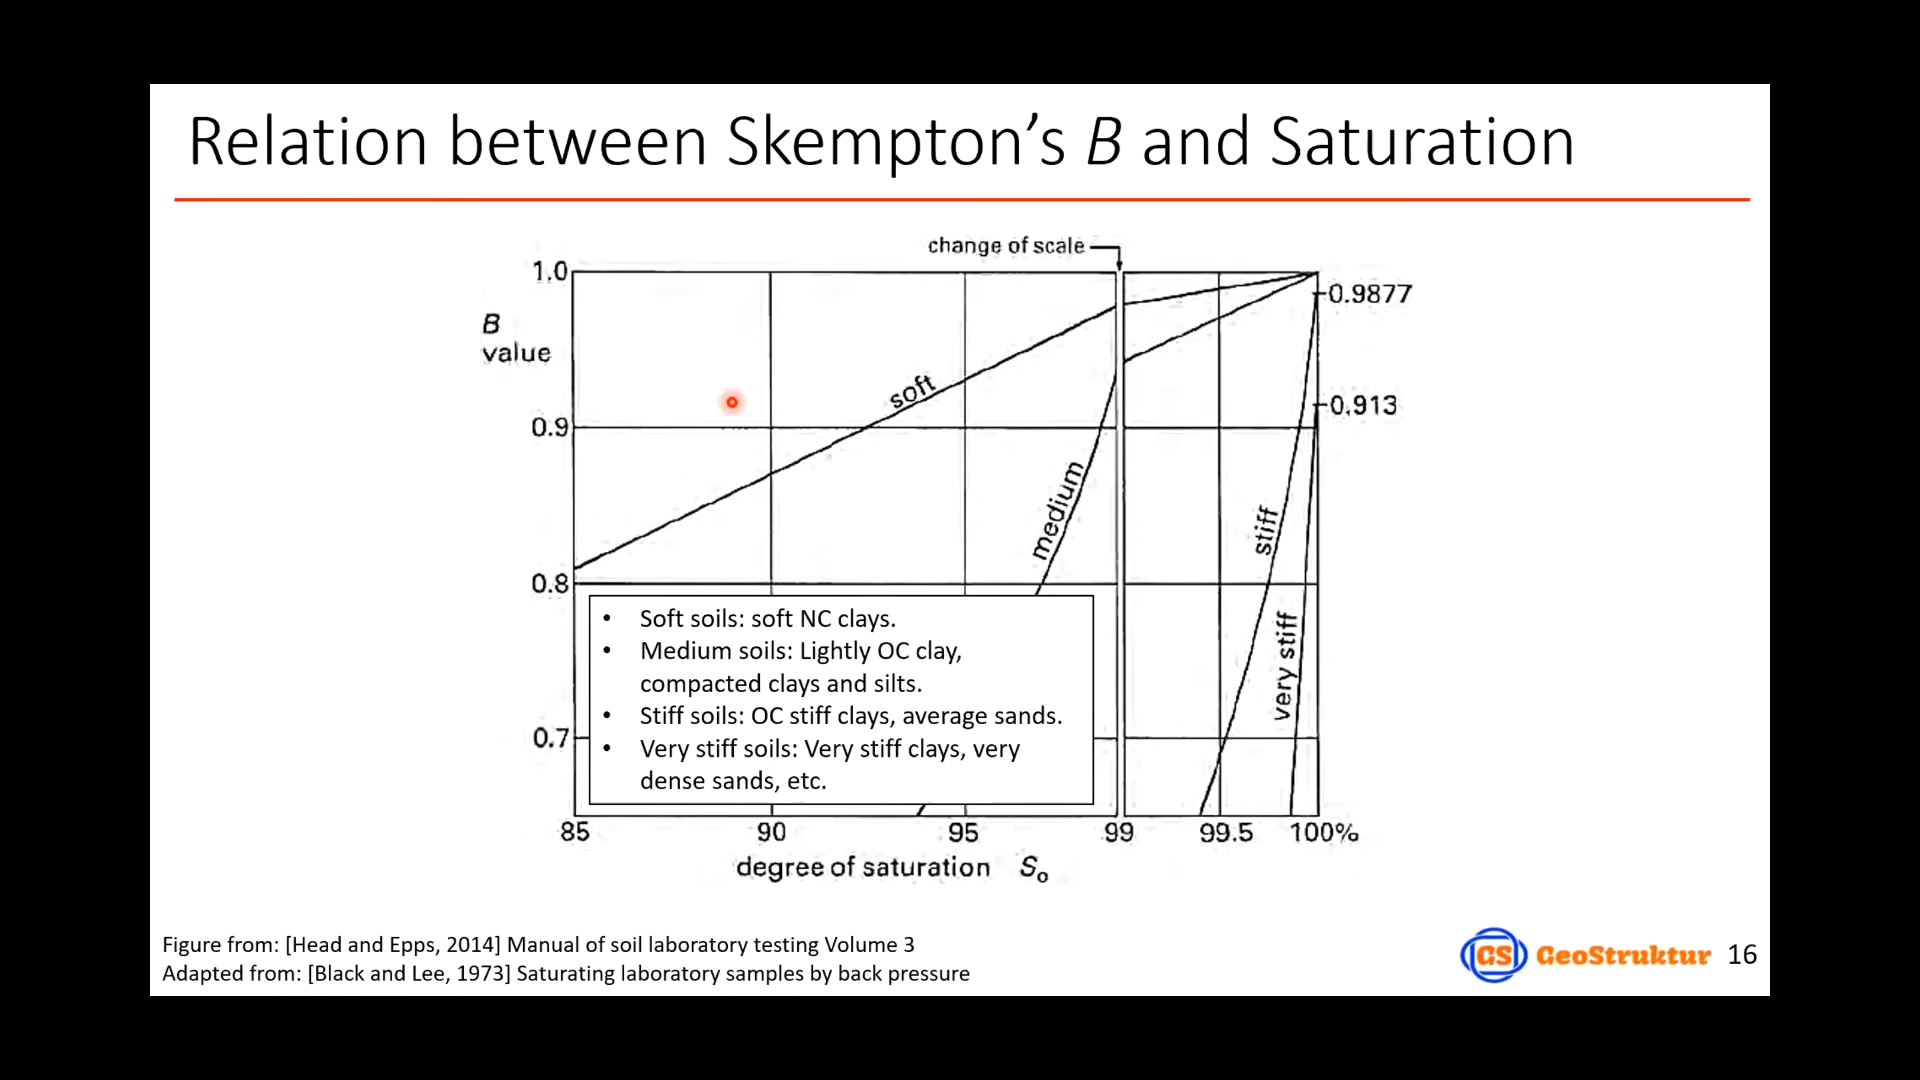 Relation between Skempton's B and Saturation
change of scale
1.0
0.9877
B
value
soft
0.913
0.9
medium
stiff
0.8
very stiff
• Soft soils: soft NC clays.
• Medium soils: Lightly OC clay,
compacted clays and silts.
• Stiff soils: OC stiff clays, average sands.
• Very stiff soils: Very stiff clays, very
dense sands, etc.
0.7
85 90 95 99 99.5 100%
degree of saturation So
Figure from: [Head and Epps, 2014] Manual of soil laboratory testing Volume 3
Adapted from: [Black and Lee, 1973] Saturating laboratory samples by back pressure
GS GeoStruktur 16